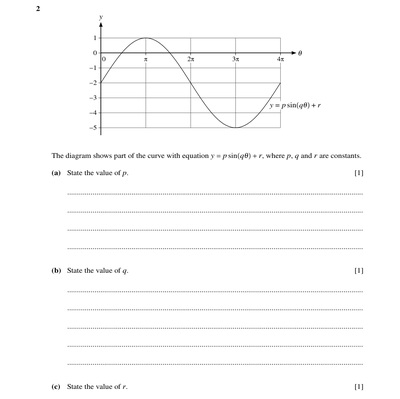 2
y
1
0
−1
−2
−3
−4
−5
0 π 2π 3π 4π θ
y = p sin(qθ) + r
The diagram shows part of the curve with equation y = p sin(qθ) + r, where p, q and r are constants.
(a) State the value of p. [1]
(b) State the value of q. [1]
(c) State the value of r. [1]